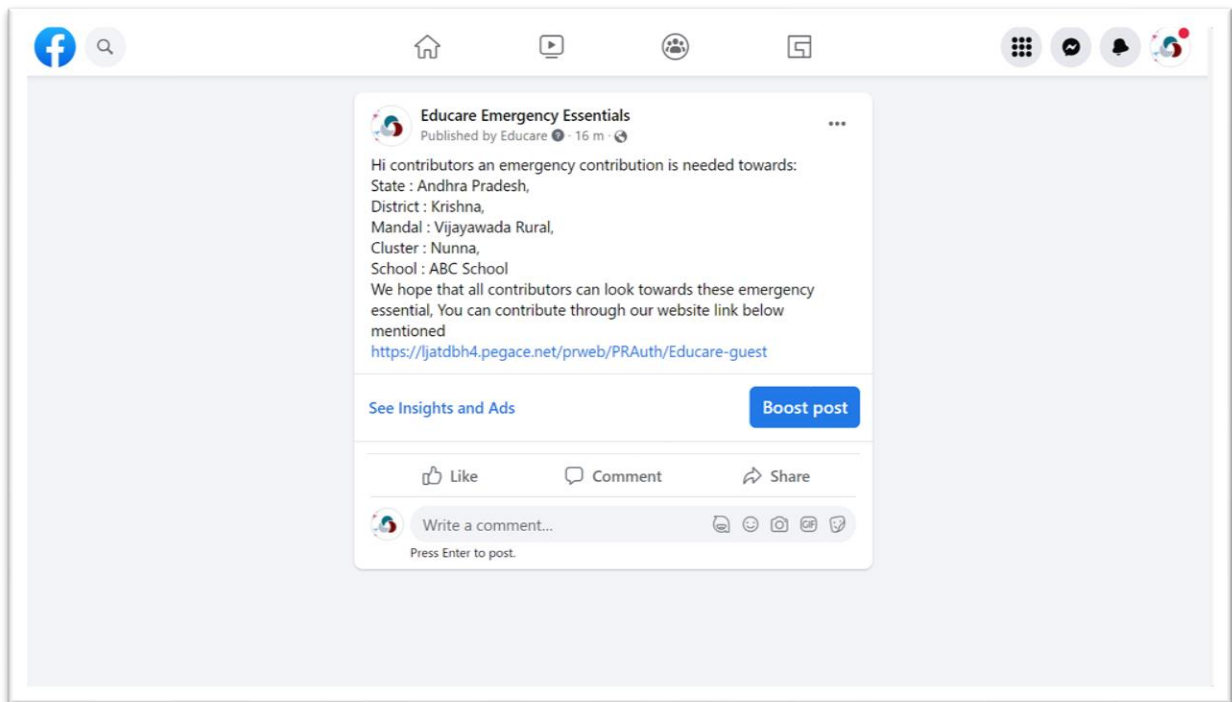 Educare Emergency Essentials
Published by Educare · 16 m ·
Hi contributors an emergency contribution is needed towards:
State : Andhra Pradesh,
District : Krishna,
Mandal : Vijayawada Rural,
Cluster : Nunna,
School : ABC School
We hope that all contributors can look towards these emergency
essential, You can contribute through our website link below
mentioned
https://ljatdbh4.pegace.net/prweb/PRAuth/Educare-guest
See Insights and Ads
Boost post
Like Comment Share
Write a comment...
GIF
Press Enter to post.